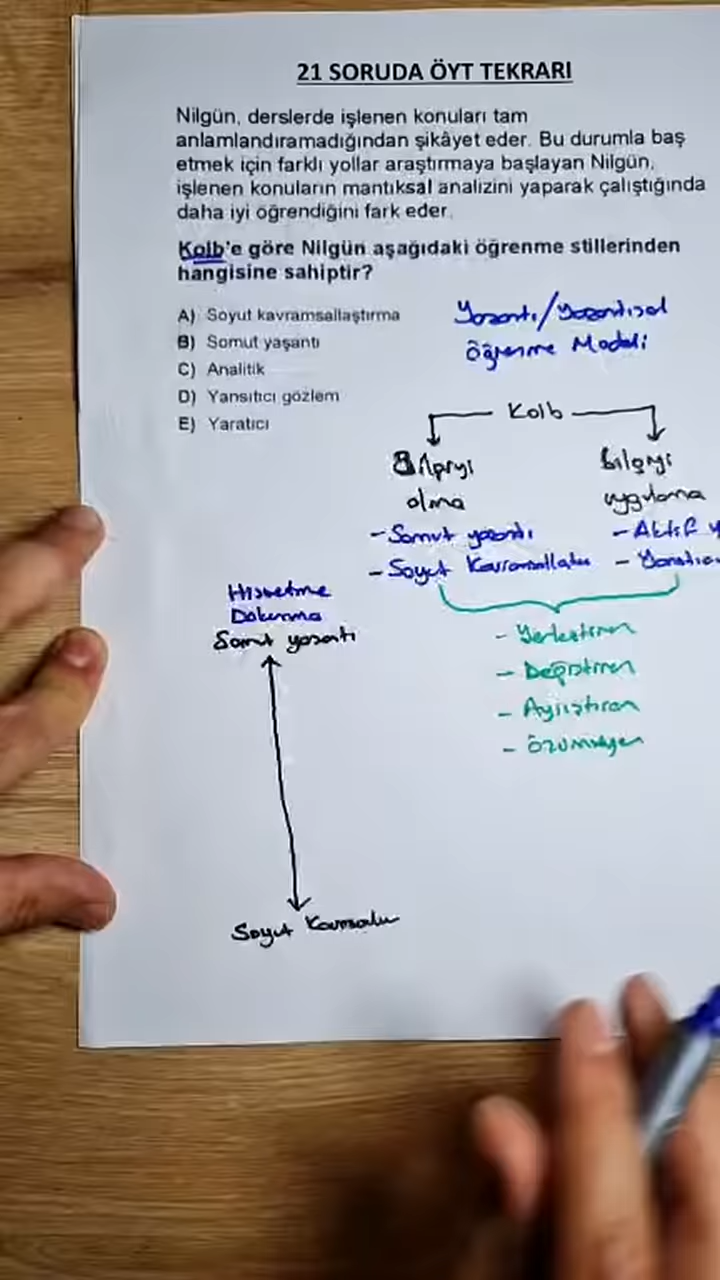 21 SORUDA ÖYT TEKRARI
Nilgün, derslerde işlenen konuları tam
anlamlandıramadığından şikâyet eder. Bu durumla baş
etmek için farklı yollar araştırmaya başlayan Nilgün,
işlenen konuların mantıksal analizini yaparak çalıştığında
daha iyi öğrendiğini fark eder.
Kolb'e göre Nilgün aşağıdaki öğrenme stillerinden
hangisine sahiptir?
A) Soyut kavramsallaştırma
B) Somut yaşantı
C) Analitik
D) Yansıtıcı gözlem
E) Yaratıcı
Yaşantı/Yaşantısal
Öğrenme Modeli
Kolb
Bilgiyi
alma
- Somut yaşantı
- Soyut
bilgiyi
uygulama
- Aktif y
- Yansıtıcı
- Yerleştiren
- Değiştiren
- Ayrıştıran
- Özümseyen
Hissetme
Dokunma
Somut yaşantı
Soyut